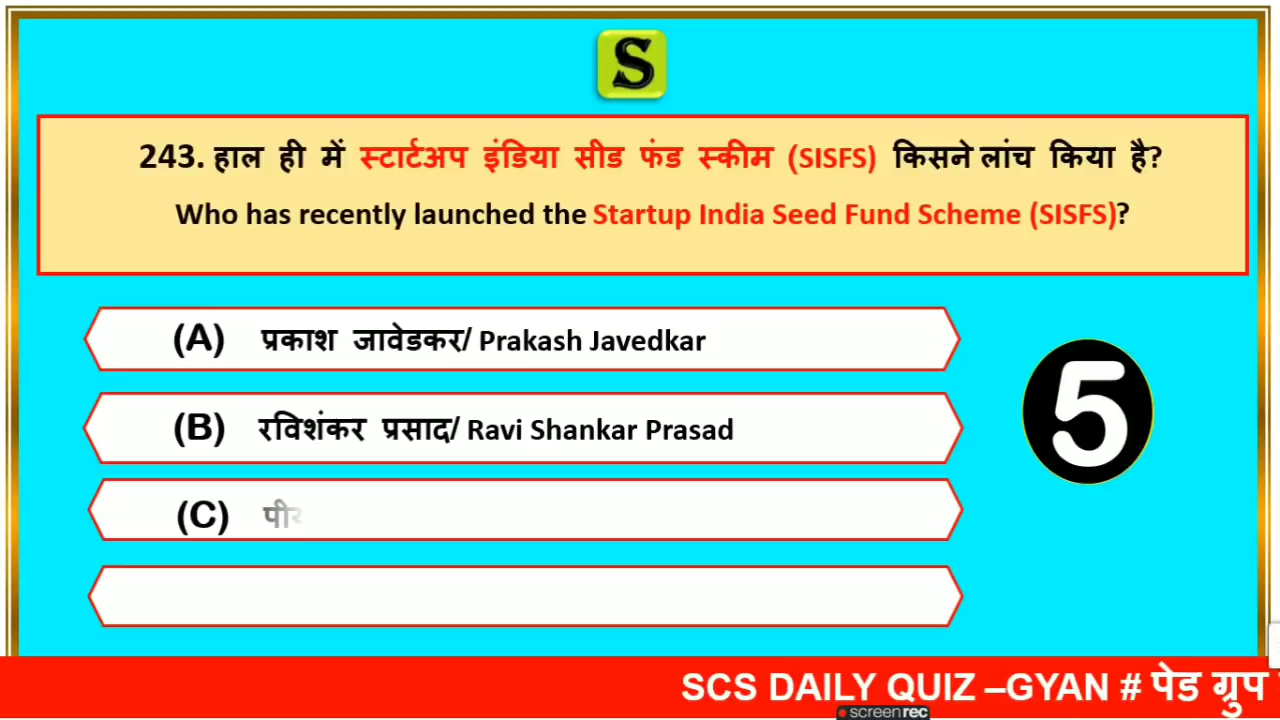 S
243. हाल ही में स्टार्टअप इंडिया सीड फंड स्कीम (SISFS) किसने लांच किया है?
Who has recently launched the Startup India Seed Fund Scheme (SISFS)?
(A) प्रकाश जावेडकर/ Prakash Javedkar
(B) रविशंकर प्रसाद/ Ravi Shankar Prasad
(C)
5
SCS DAILY QUIZ –GYAN # पेड ग्रुप
screenrec